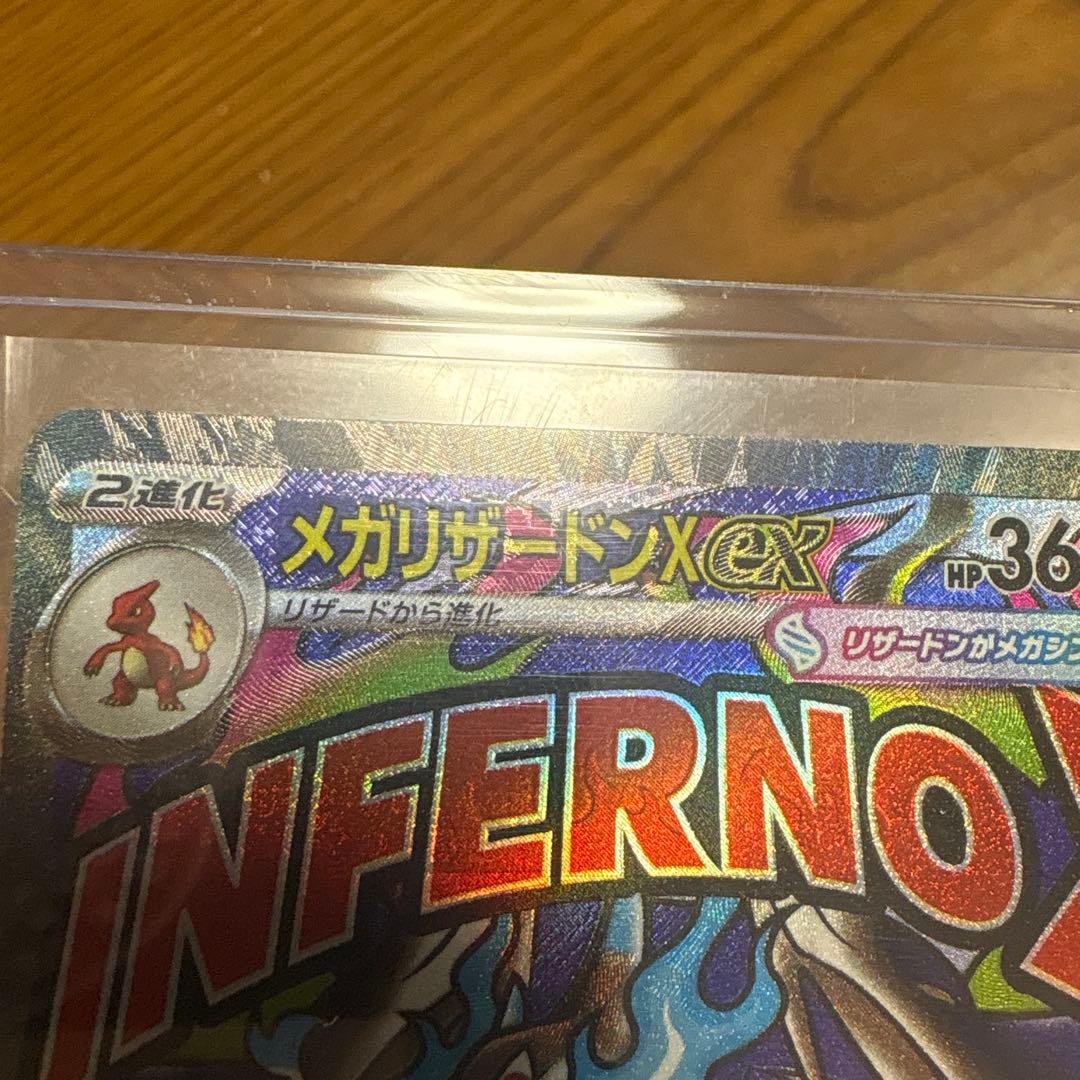 2進化
メガリザードンXex HP36
リザードから進化
リザードンがメガシン
INFERNO X